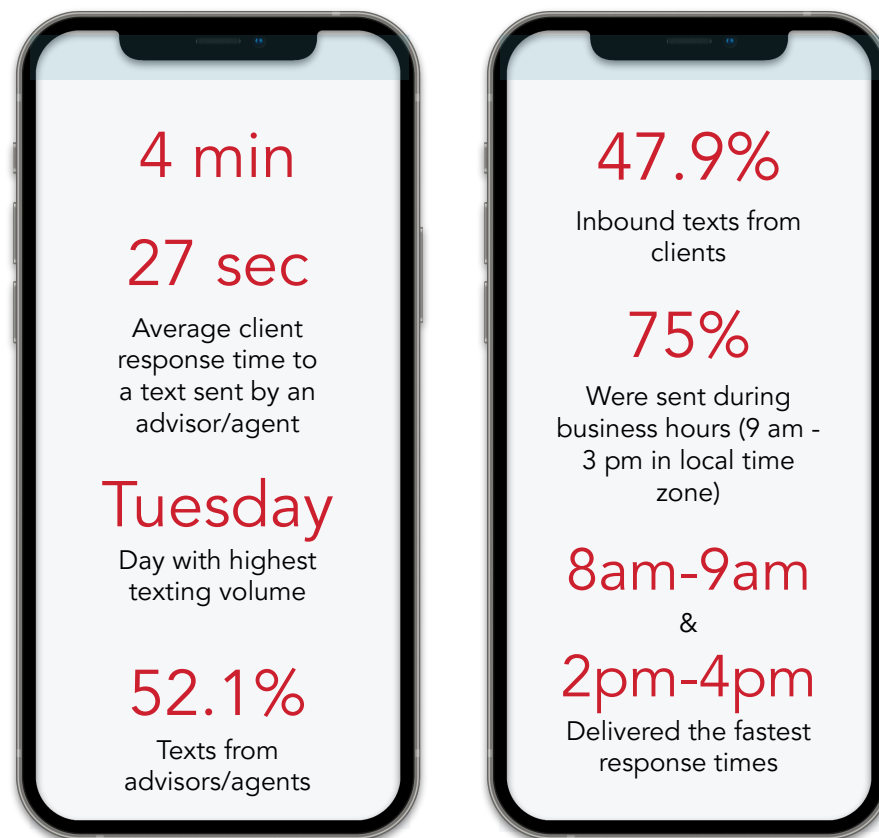 4 min
27 sec
Average client
response time to
a text sent by an
advisor/agent
Tuesday
Day with highest
texting volume
52.1%
Texts from
advisors/agents
47.9%
Inbound texts from
clients
75%
Were sent during
business hours (9 am -
3 pm in local time
zone)
8am-9am
&
2pm-4pm
Delivered the fastest
response times